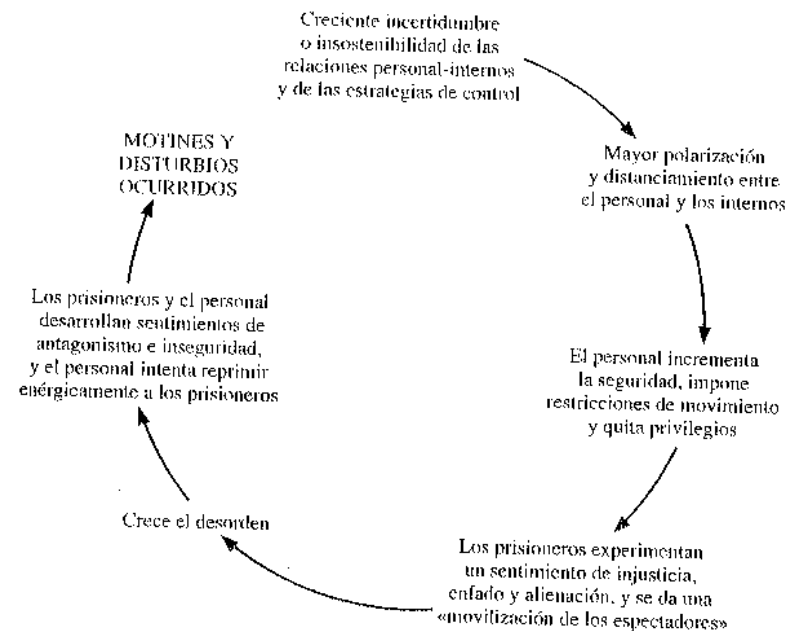 Creciente incertidumbre
o insostenibilidad de las
relaciones personal-internos
y de las estrategias de control
Mayor polarización
y distanciamiento entre
el personal y los internos
El personal incrementa
la seguridad, impone
restricciones de movimiento
y quita privilegios
Los prisioneros experimentan
un sentimiento de injusticia,
enfado y alienación, y se da una
«movilización de los espectadores»
Crece el desorden
Los prisioneros y el personal
desarrollan sentimientos de
antagonismo e inseguridad,
y el personal intenta reprimir
enérgicamente a los prisioneros
MOTINES Y
DISTURBIOS
OCURRIDOS